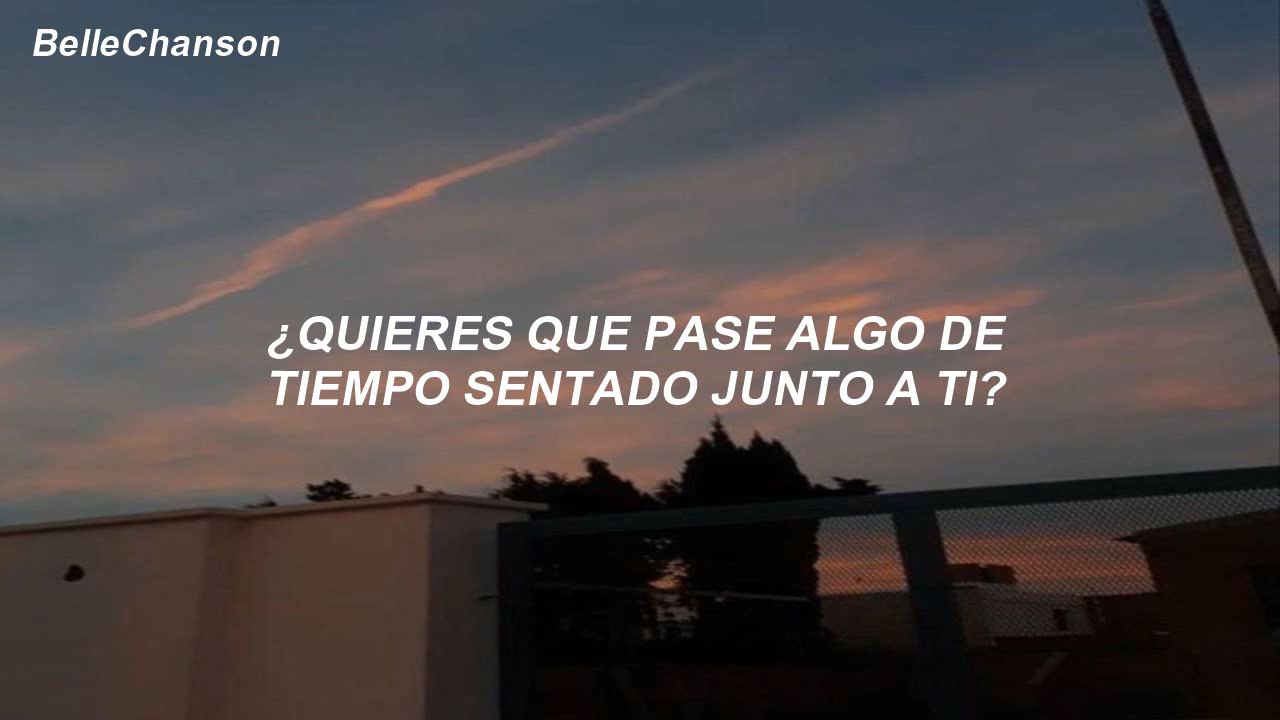 BelleChanson
¿QUIERES QUE PASE ALGO DE
TIEMPO SENTADO JUNTO A TI?